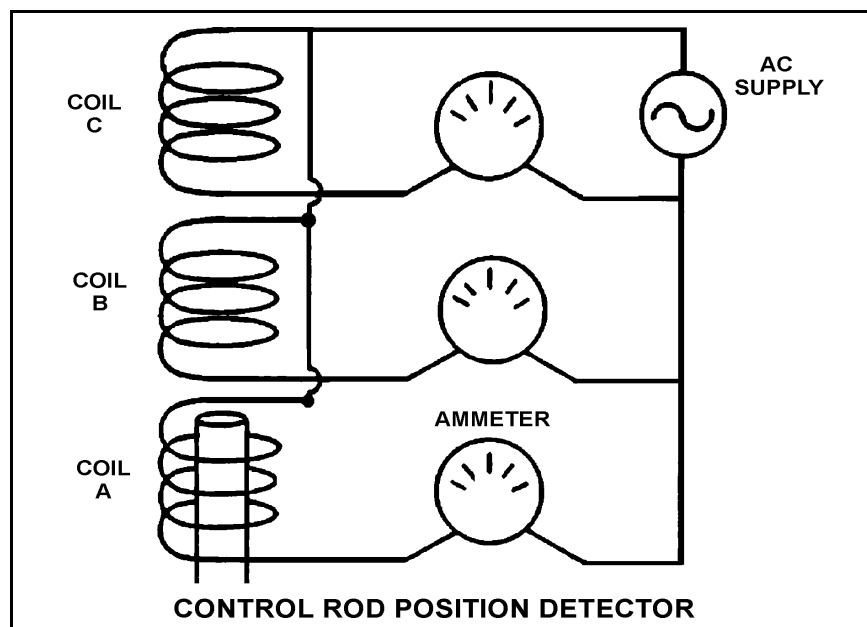 COIL
C
AC
SUPPLY
COIL
B
AMMETER
COIL
A
CONTROL ROD POSITION DETECTOR